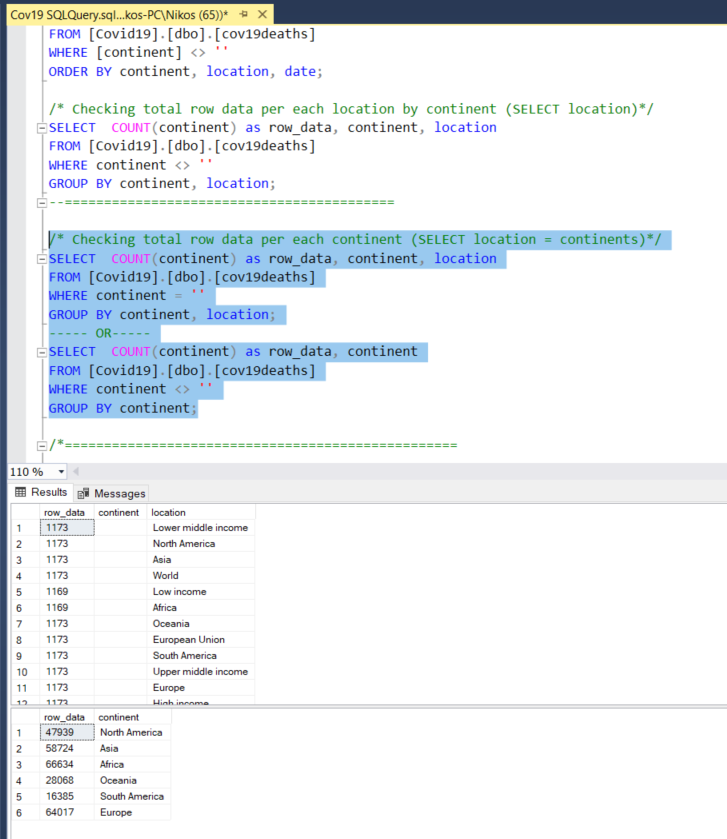 Cov19 SQLQuery.sql...kos-PC\Nikos (65))*
FROM [Covid19].[dbo].[cov19deaths]
WHERE [continent] <> ''
ORDER BY continent, location, date;
/* Checking total row data per each location by continent (SELECT location)*/
SELECT  COUNT(continent) as row_data, continent, location
FROM [Covid19].[dbo].[cov19deaths]
WHERE continent <> ''
GROUP BY continent, location;
--==========================================
/* Checking total row data per each continent (SELECT location = continents)*/
SELECT  COUNT(continent) as row_data, continent, location
FROM [Covid19].[dbo].[cov19deaths]
WHERE continent = ''
GROUP BY continent, location;
----- OR-----
SELECT  COUNT(continent) as row_data, continent
FROM [Covid19].[dbo].[cov19deaths]
WHERE continent <> ''
GROUP BY continent;
/*==================================================
110 %
Results Messages
row_data continent location
1 1173 Lower middle income
2 1173 North America
3 1173 Asia
4 1173 World
5 1169 Low income
6 1169 Africa
7 1173 Oceania
8 1173 European Union
9 1173 South America
10 1173 Upper middle income
11 1173 Europe
12 1173 High income
row_data continent
1 47939 North America
2 58724 Asia
3 66634 Africa
4 28068 Oceania
5 16385 South America
6 64017 Europe